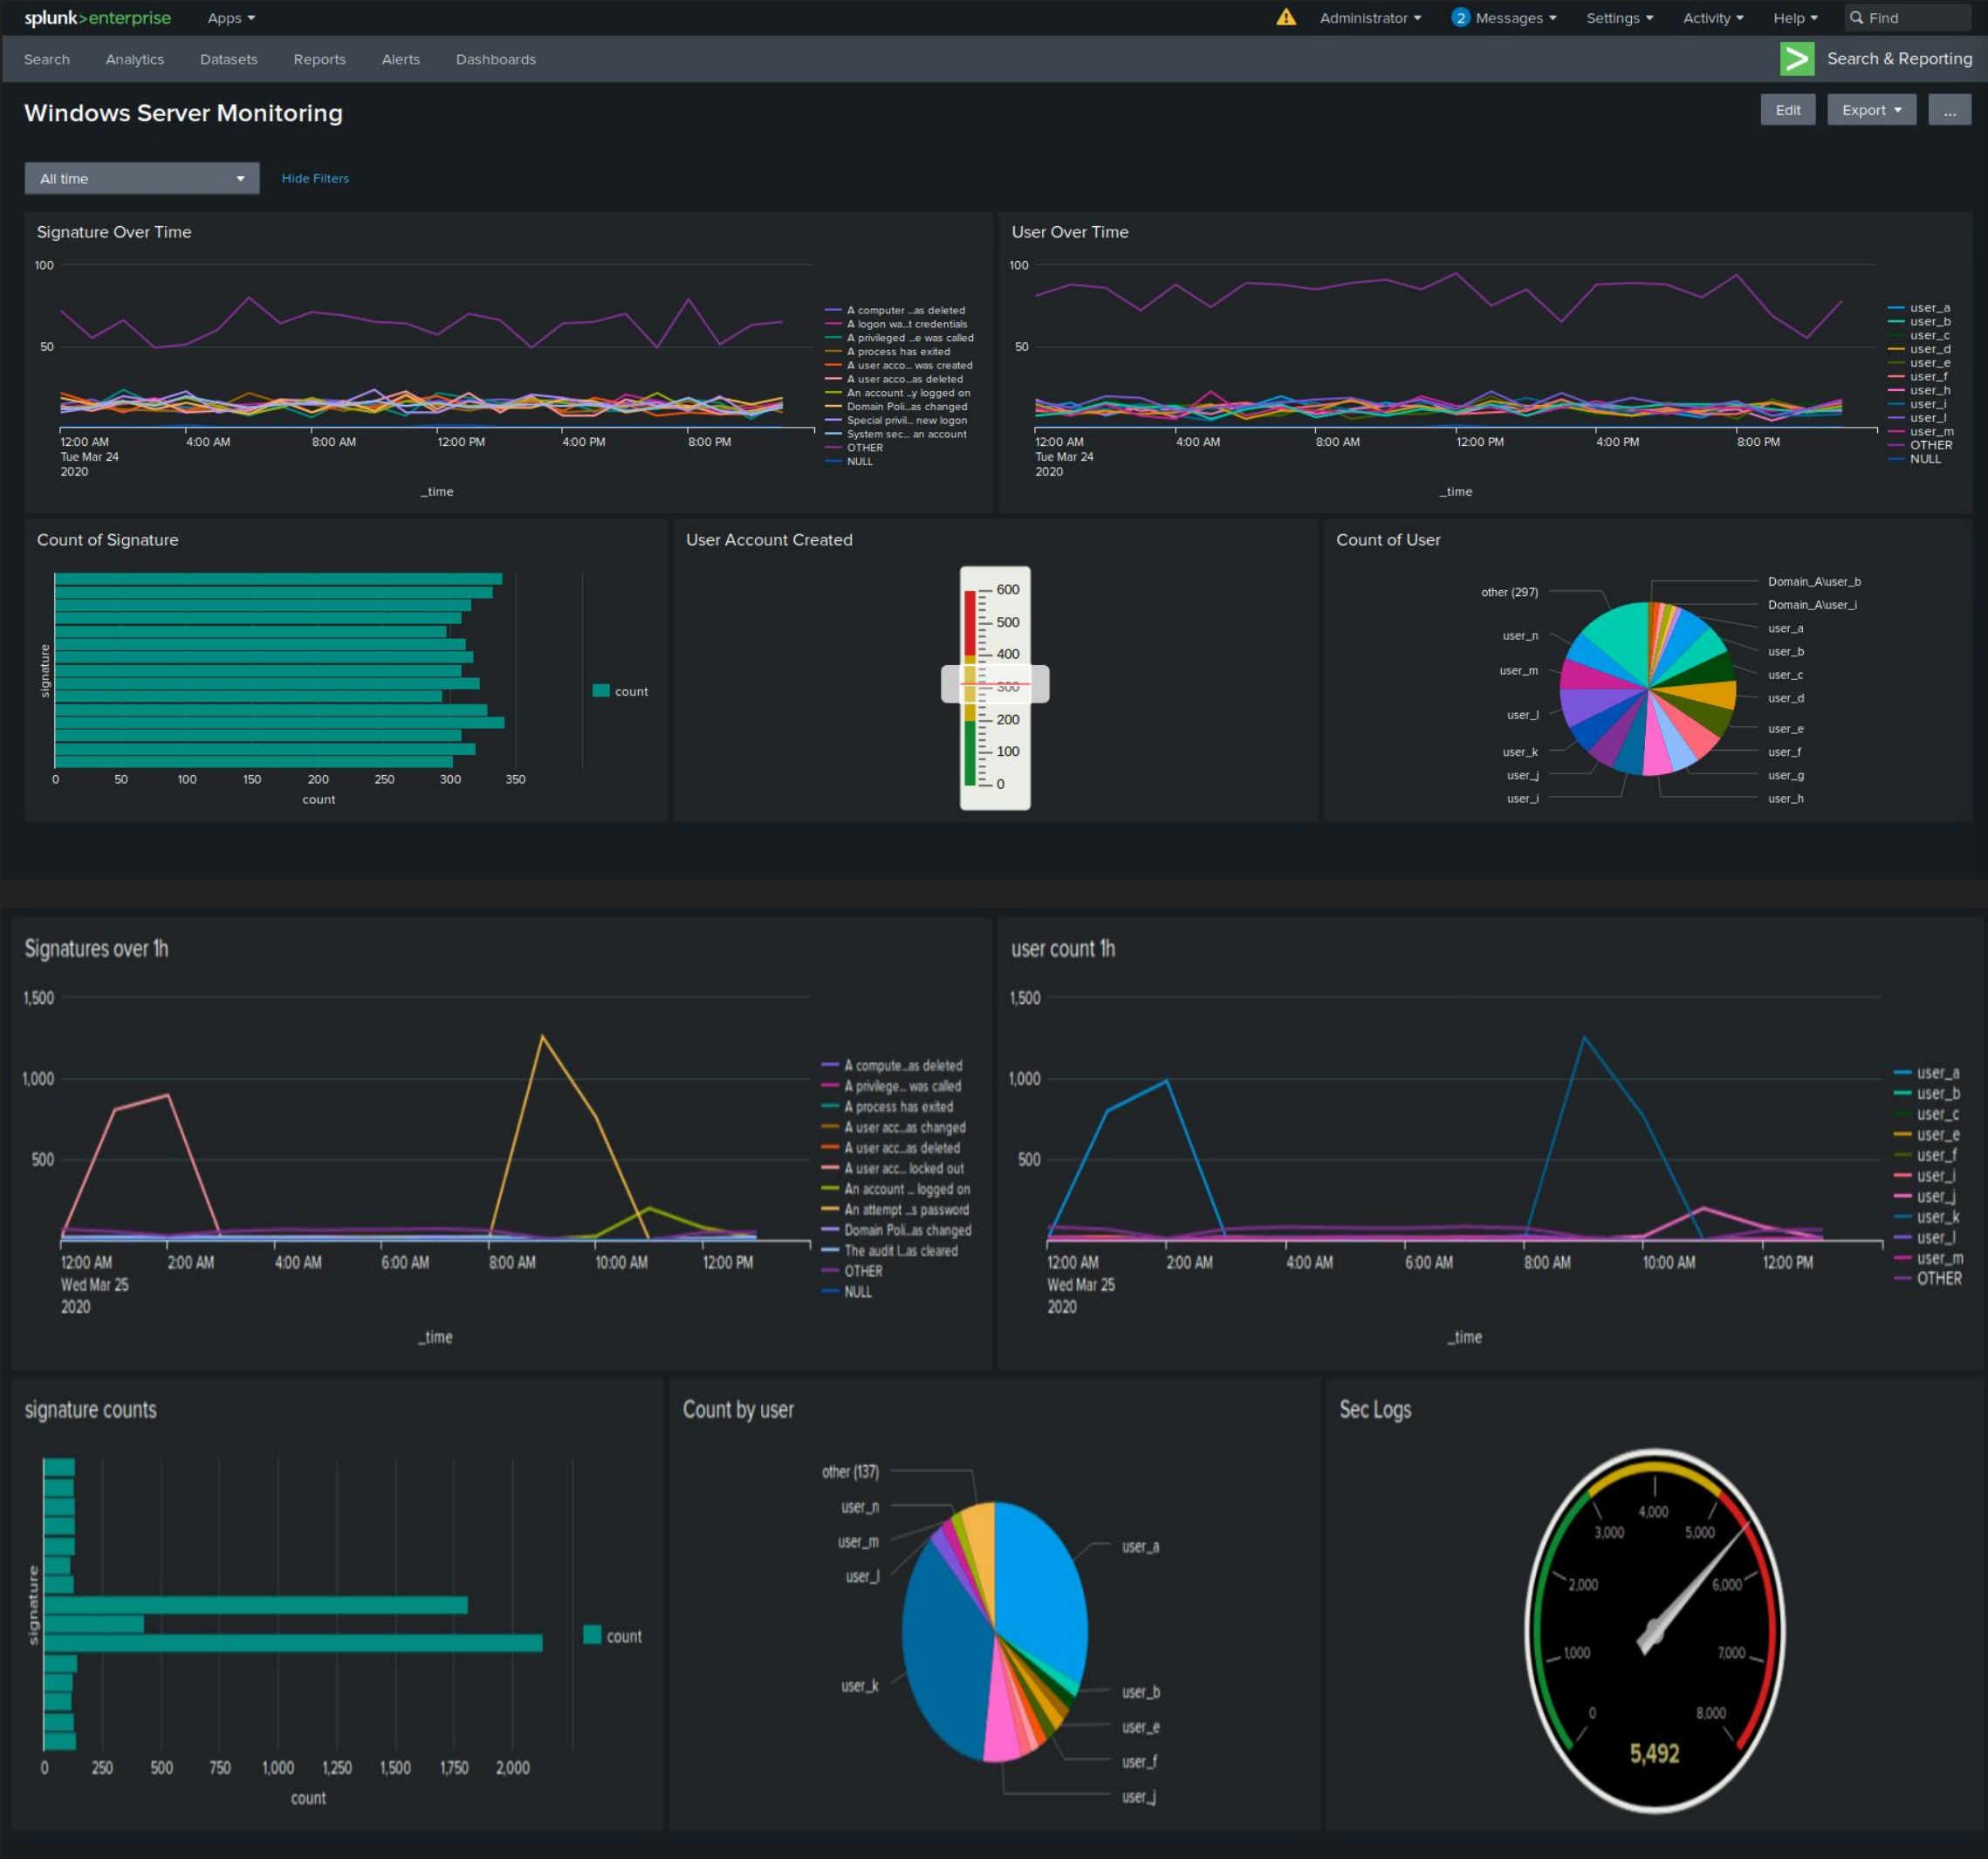 splunk>enterprise Apps Administrator 2 Messages Settings Activity Help Find
Search Analytics Datasets Reports Alerts Dashboards Search & Reporting
Windows Server Monitoring
Edit Export ...
All time Hide Filters
Signature Over Time
100
50
12:00 AM 4:00 AM 8:00 AM 12:00 PM 4:00 PM 8:00 PM
Tue Mar 24
2020
_time
A computer ...as deleted
A logon wa...t credentials
A privileged ...e was called
A process has exited
A user acco... was created
A user acco...as deleted
An account ...y logged on
Domain Poli...as changed
Special privil... new logon
System sec... an account
OTHER
NULL
User Over Time
100
50
12:00 AM 4:00 AM 8:00 AM 12:00 PM 4:00 PM 8:00 PM
Tue Mar 24
2020
_time
user_a
user_b
user_c
user_d
user_e
user_f
user_h
user_i
user_l
user_m
OTHER
NULL
Count of Signature
signature
0 50 100 150 200 250 300 350
count
count
User Account Created
600
500
400
300
200
100
0
Count of User
other (297)
user_n
user_m
user_l
user_k
user_j
user_i
Domain_A\user_b
Domain_A\user_i
user_a
user_b
user_c
user_d
user_e
user_f
user_g
user_h
Signatures over 1h
1,500
1,000
500
12:00 AM 2:00 AM 4:00 AM 6:00 AM 8:00 AM 10:00 AM 12:00 PM
Wed Mar 25
2020
_time
A compute...as deleted
A privilege... was called
A process has exited
A user acc...as changed
A user acc...as deleted
A user acc... locked out
An account ... logged on
An attempt ...s password
Domain Poli...as changed
The audit l...as cleared
OTHER
NULL
user count 1h
1,500
1,000
500
12:00 AM 2:00 AM 4:00 AM 6:00 AM 8:00 AM 10:00 AM 12:00 PM
Wed Mar 25
2020
_time
user_a
user_b
user_c
user_e
user_f
user_i
user_j
user_k
user_l
user_m
OTHER
signature counts
signature
0 250 500 750 1,000 1,250 1,500 1,750 2,000
count
count
Count by user
other (137)
user_n
user_m
user_l
user_k
user_a
user_b
user_e
user_f
user_j
Sec Logs
0
1,000
2,000
3,000
4,000
5,000
6,000
7,000
8,000
5,492